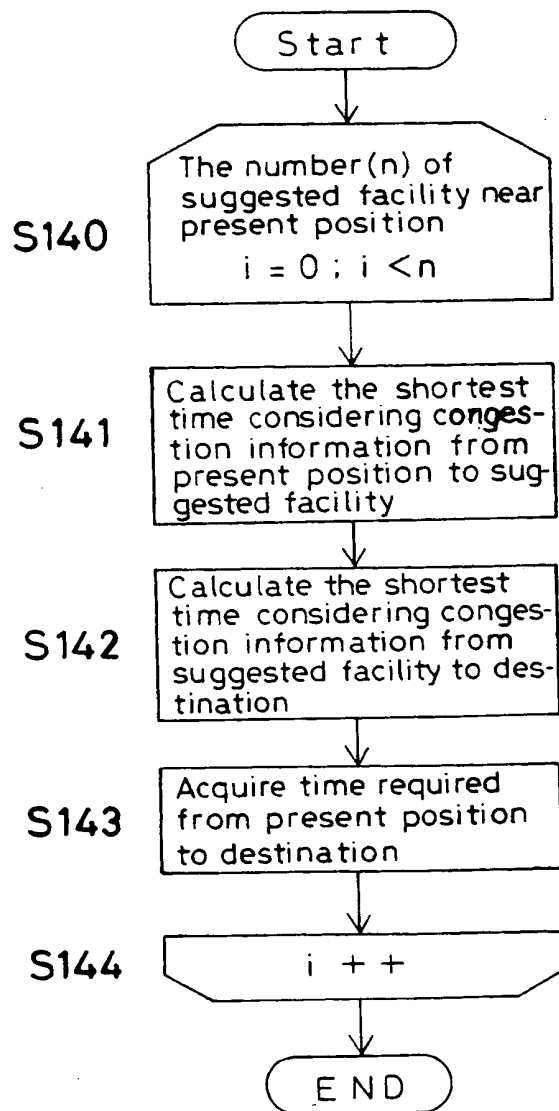 Start
S140
The number(n) of
suggested facility near
present position
i = 0 ; i < n
S141
Calculate the shortest
time considering conges-
tion information from
present position to sug-
gested facility
S142
Calculate the shortest
time considering conges-
tion information from
suggested facility to des-
tination
S143
Acquire time required
from present position
to destination
S144
i + +
END